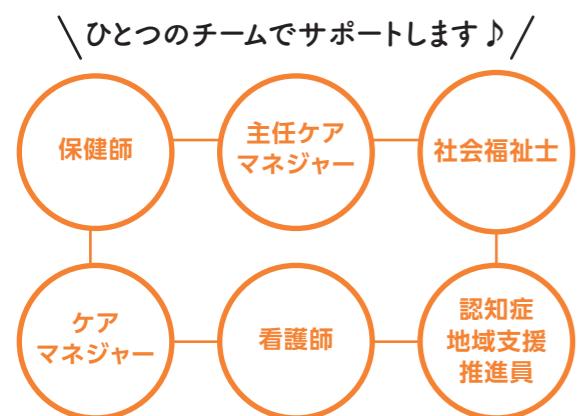 ひとつのチームでサポートします♪
保健師
主任ケア
マネジャー
社会福祉士
ケア
マネジャー
看護師
認知症
地域支援
推進員